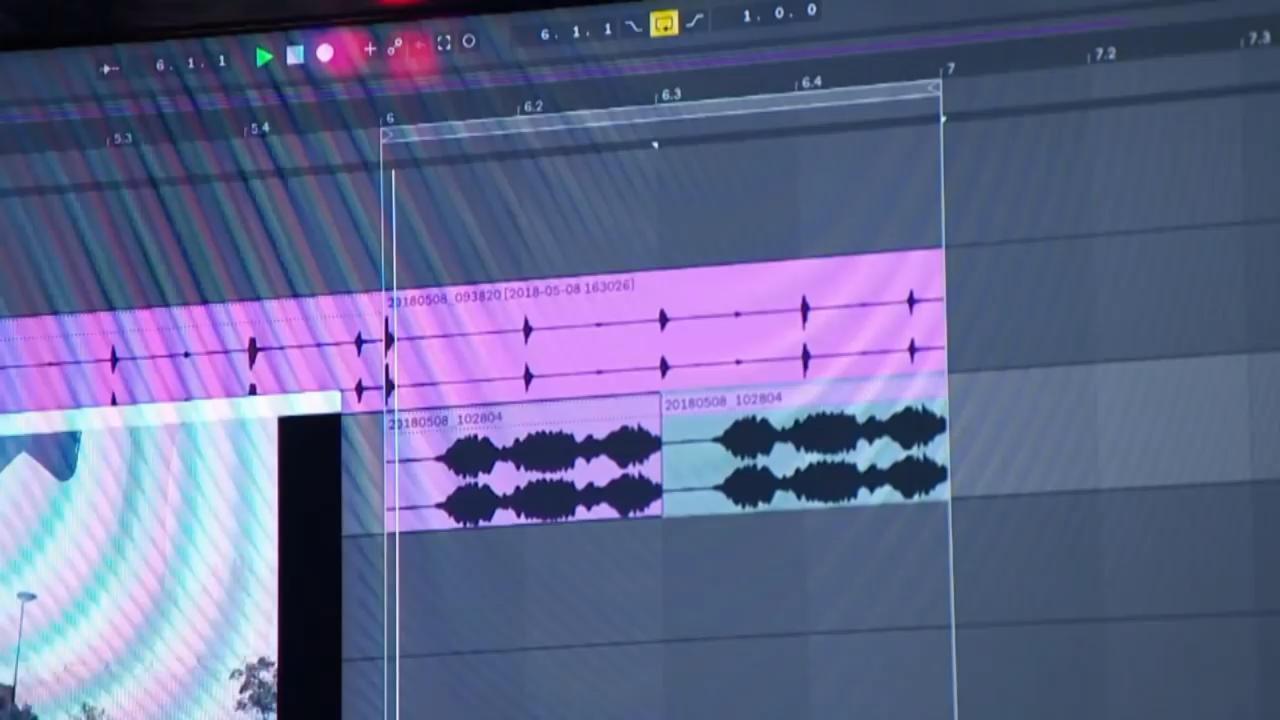 6. 1. 1
6. 1. 1
1. 0. 0
5.3
5.4
6
6.2
6.3
6.4
7
7.2
7.3
20180508_093820 [2018-05-08 163026]
20180508_102804
20180508_102804